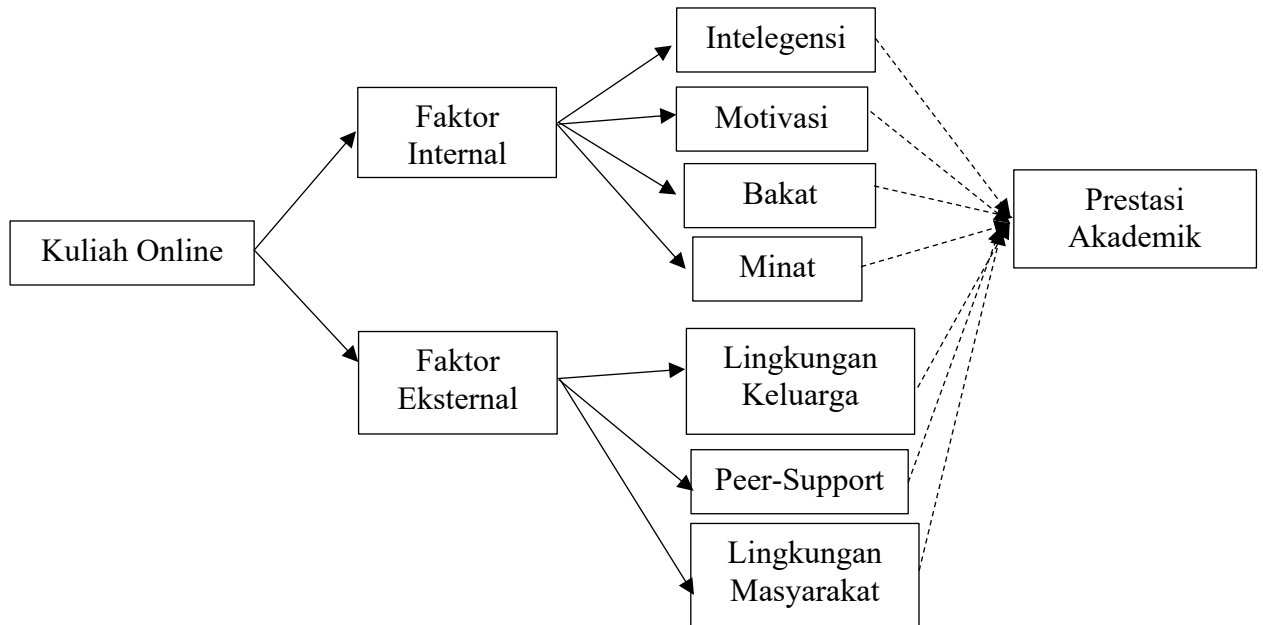 Kuliah Online
Faktor
Internal
Faktor
Eksternal
Intelegensi
Motivasi
Bakat
Minat
Lingkungan
Keluarga
Peer-Support
Lingkungan
Masyarakat
Prestasi
Akademik